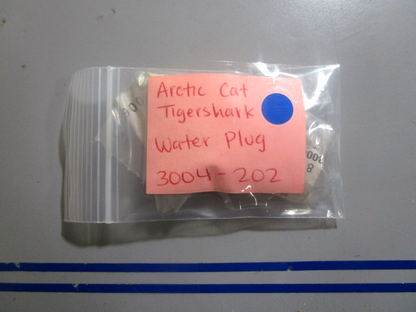 Arctic Cat
Tigershark
Water Plug
3004-202